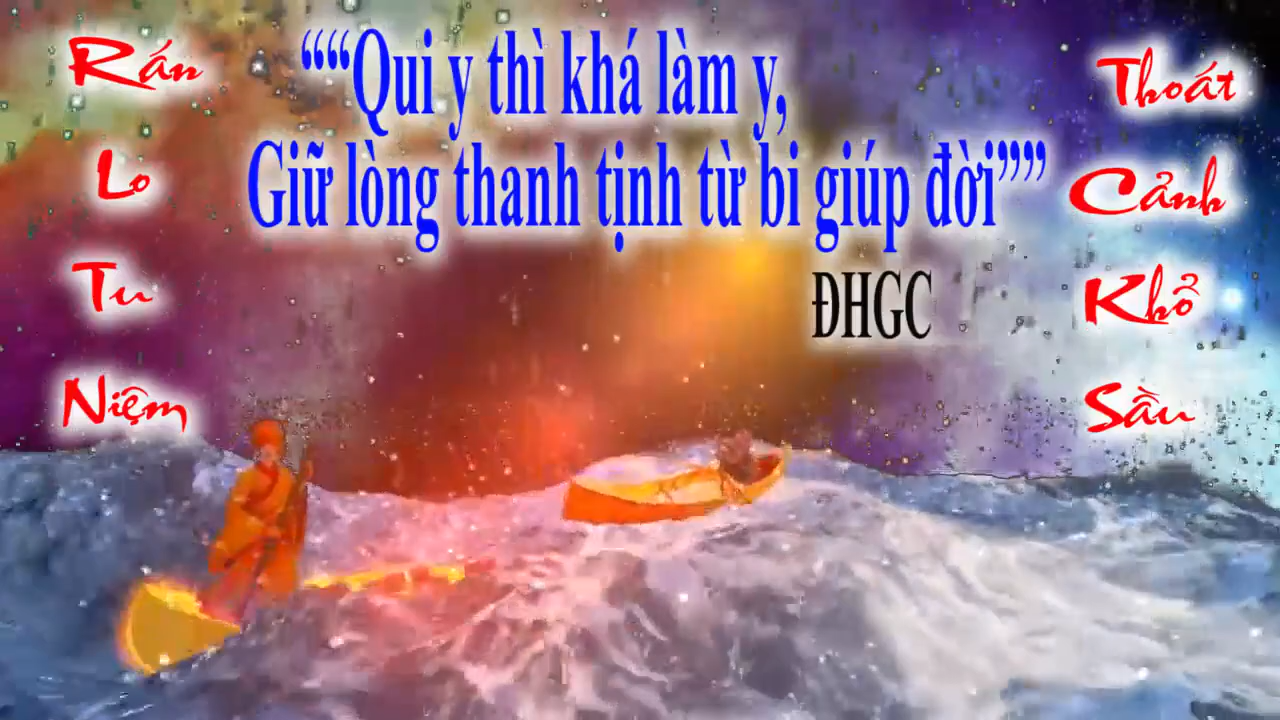 Rán
Lo
Tu
Niệm
““Qui y thì khá làm y,
Giữ lòng thanh tịnh từ bi giúp đời””
ĐHGC
Thoát
Cảnh
Khổ
Sầu